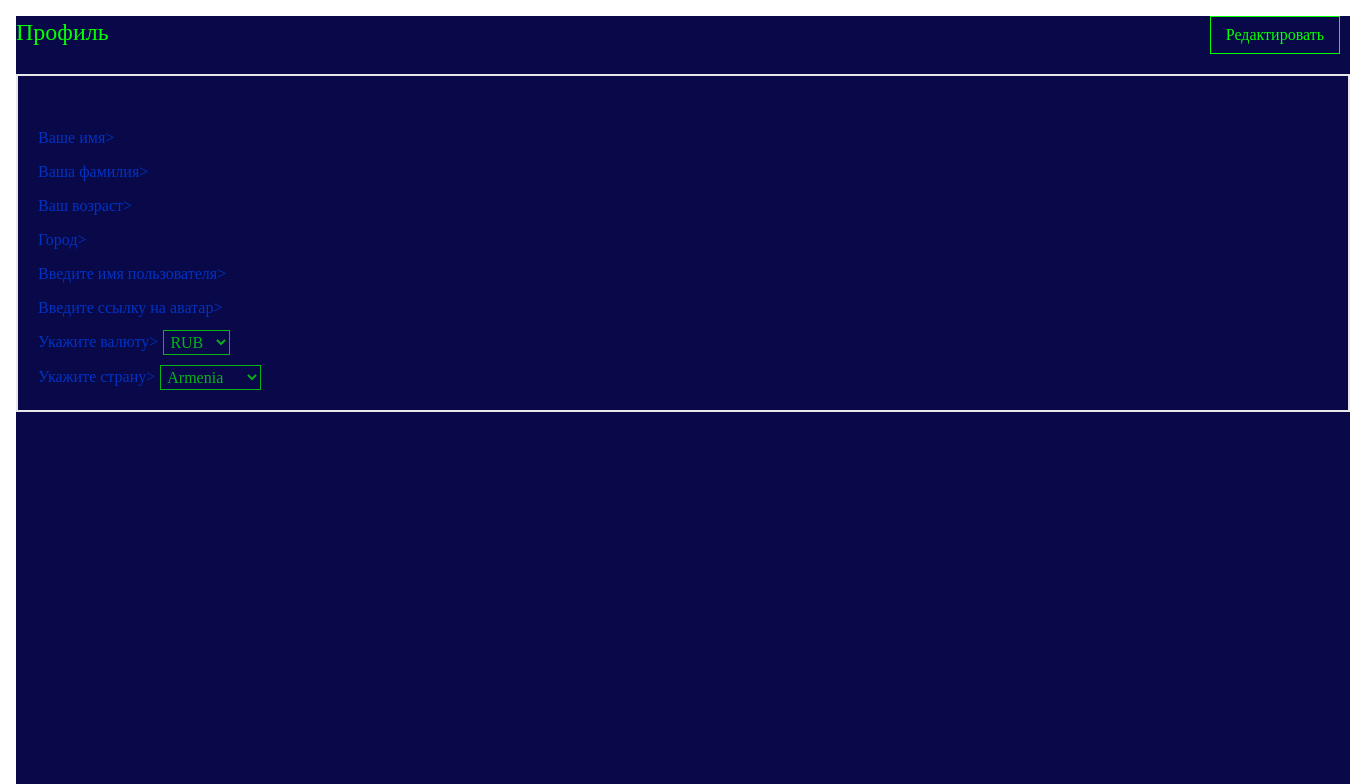 Профиль
Редактировать
Ваше имя>
Ваша фамилия>
Ваш возраст>
Город>
Введите имя пользователя>
Введите ссылку на аватар>
Укажите валюту> RUB
Укажите страну> Armenia